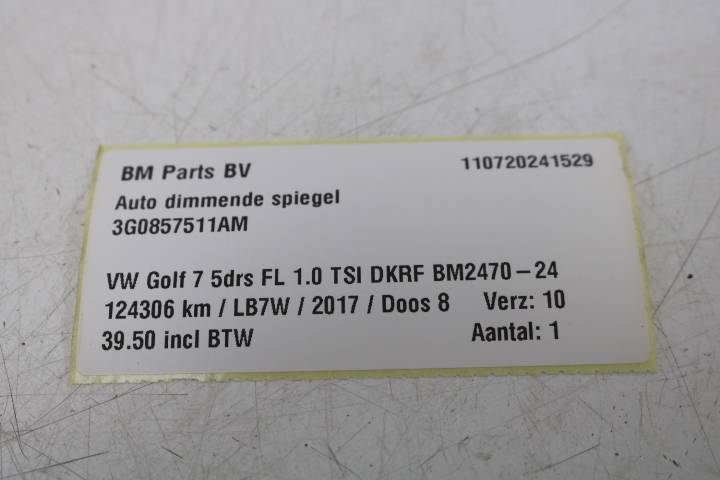 BM Parts BV 110720241529
Auto dimmende spiegel
3G0857511AM
VW Golf 7 5drs FL 1.0 TSI DKRF BM2470-24
124306 km / LB7W / 2017 / Doos 8 Verz: 10
39.50 incl BTW Aantal: 1